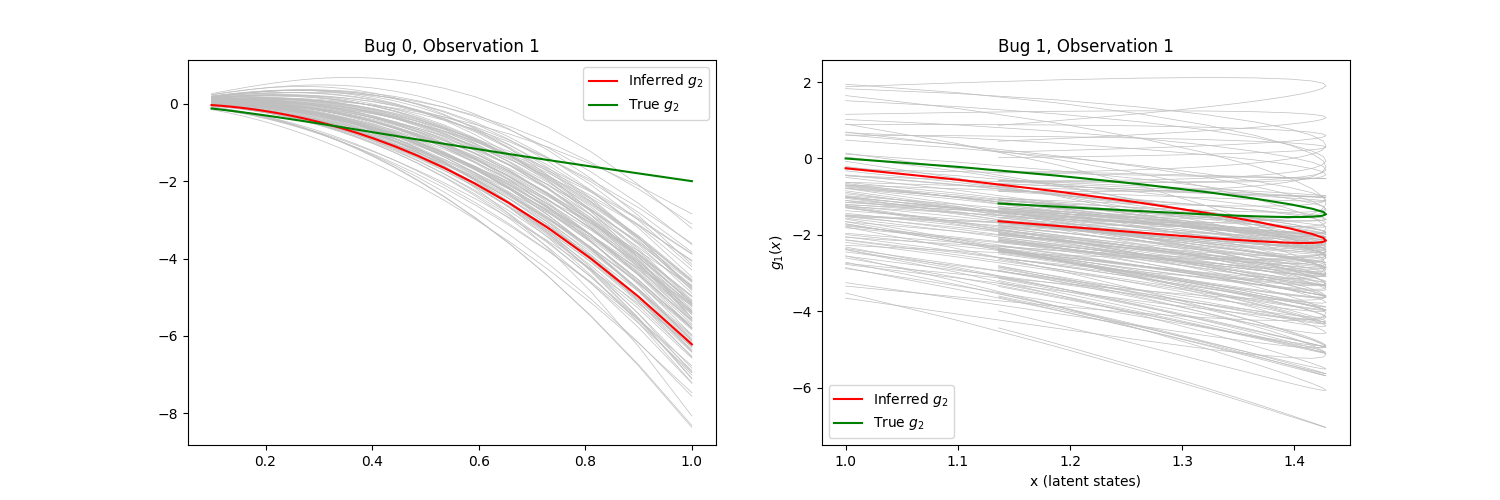 Bug 0, Observation 1
0
−2
−4
−6
−8
0.2 0.4 0.6 0.8 1.0
Inferred g₂
True g₂
Bug 1, Observation 1
g₁(x)
2
0
−2
−4
−6
1.0 1.1 1.2 1.3 1.4
x (latent states)
Inferred g₂
True g₂